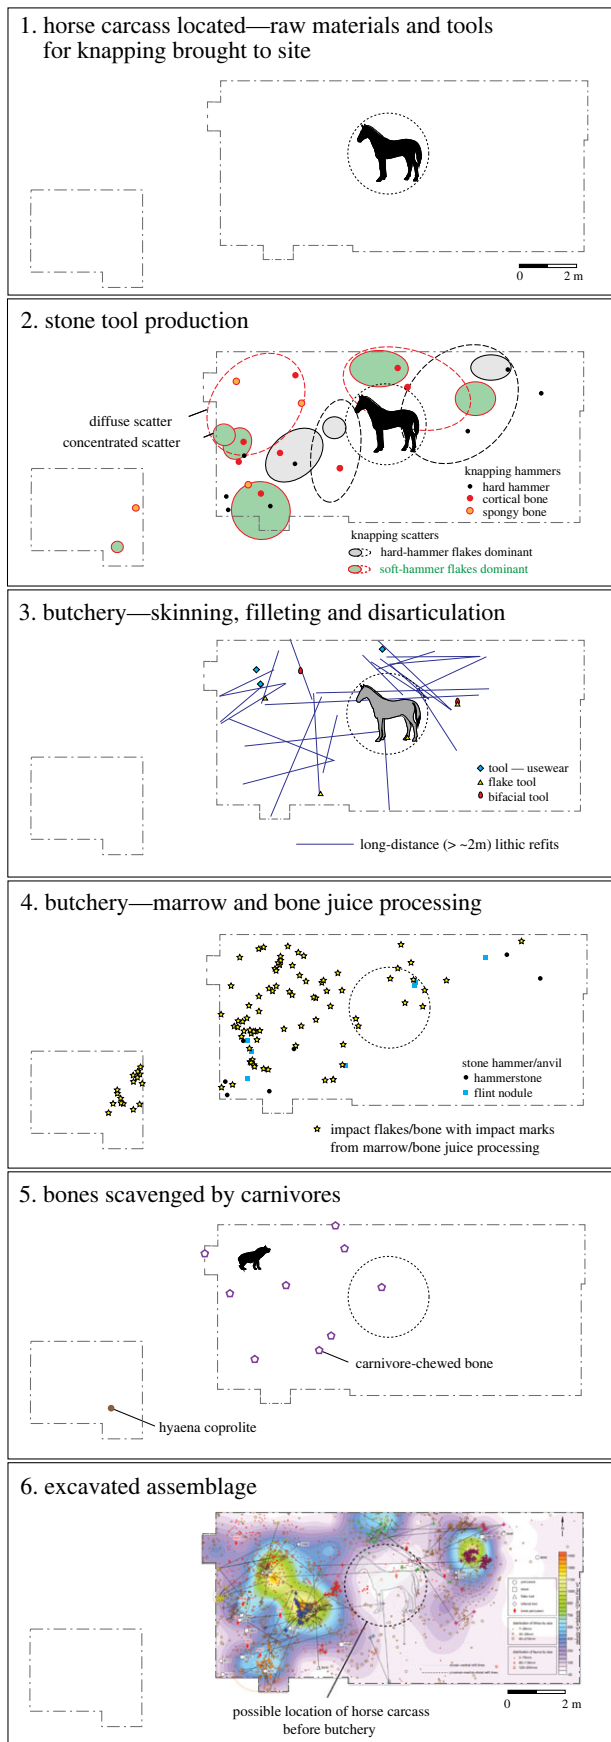 1. horse carcass located—raw materials and tools
for knapping brought to site
0 2 m
2. stone tool production
diffuse scatter
concentrated scatter
knapping hammers
hard hammer
cortical bone
spongy bone
knapping scatters
hard-hammer flakes dominant
soft-hammer flakes dominant
3. butchery—skinning, filleting and disarticulation
tool — usewear
flake tool
bifacial tool
long-distance (> ~2m) lithic refits
4. butchery—marrow and bone juice processing
stone hammer/anvil
hammerstone
flint nodule
impact flakes/bone with impact marks
from marrow/bone juice processing
5. bones scavenged by carnivores
carnivore-chewed bone
hyaena coprolite
6. excavated assemblage
possible location of horse carcass
before butchery
0 2 m